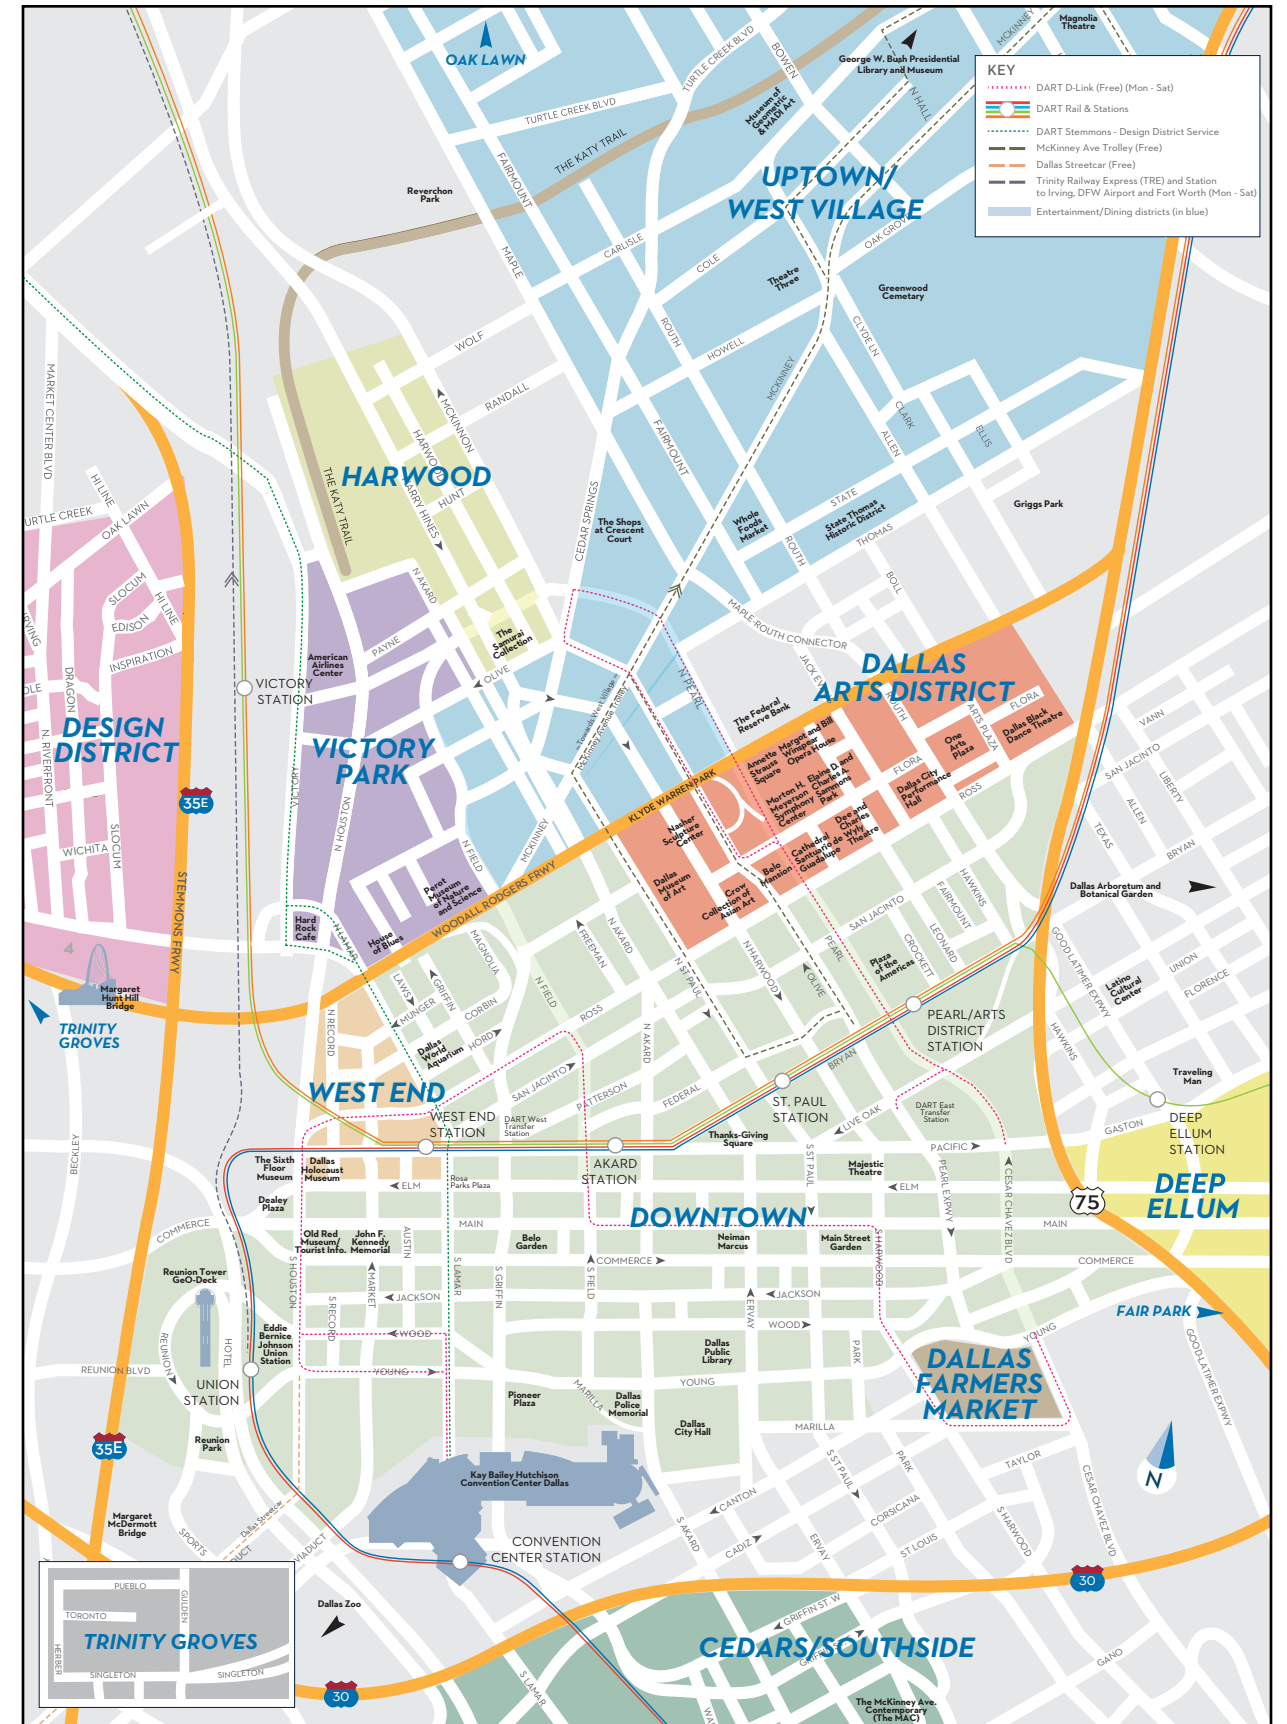 OAK LAWN
Magnolia
Theatre
MCKINNEY
George W. Bush Presidential
Library and Museum
TURTLE CREEK BLVD
BOWEN
N HALL
KEY
DART D-Link (Free) (Mon - Sat)
DART Rail & Stations
DART Stemmons - Design District Service
McKinney Ave Trolley (Free)
Dallas Streetcar (Free)
Trinity Railway Express (TRE) and Station
to Irving, DFW Airport and Fort Worth (Mon - Sat)
Entertainment/Dining districts (in blue)
TURTLE CREEK BLVD
Museum of
Geometric
& MADI Art
THE KATY TRAIL
FAIRMOUNT
Reverchon
Park
UPTOWN/
WEST VILLAGE
MAPLE
CARLISLE
COLE
OAK GROVE
Theatre
Three
Greenwood
Cemetary
WOLF
ROUTH
HOWELL
CLYDE LN
RANDALL
MCKINNEY
MARKET CENTER BLVD
MCKINNON
HARWOOD
FAIRMOUNT
CLARK
ALLEN
ELLIS
HARWOOD
HARRY HINES
HUNT
THE KATY TRAIL
CEDAR SPRINGS
The Shops
at Crescent
Court
Whole
Foods
Market
STATE
State Thomas
Historic District
THOMAS
Griggs Park
HI LINE
OAK LAWN
ROUTH
BOLL
SLOCUM
HI LINE
EDISON
INSPIRATION
N AKARD
PAYNE
The
Samurai
Collection
OLIVE
MAPLE-ROUTH CONNECTOR
American
Airlines
Center
VICTORY
STATION
DRAGON
N. RIVERFRONT
DESIGN
DISTRICT
VICTORY
PARK
DALLAS
ARTS DISTRICT
N PEARL
The Federal
Reserve Bank
ROUTH
ARTS PLAZA
FLORA
Dallas Black
Dance Theatre
One
Arts
Plaza
Margot and Bill
Winspear
Opera House
Annette
Strauss
Square
VANN
SAN JACINTO
LIBERTY
ALLEN
TEXAS
BRYAN
35E
VICTORY
N HOUSTON
SLOCUM
WICHITA
STEMMONS FRWY
KLYDE WARREN PARK
WOODALL RODGERS FRWY
MCKINNEY
N FIELD
Morton H.
Meyerson
Symphony
Center
Elaine D. and
Charles A.
Sammons
Park
FLORA
Dallas City
Performance
Hall
ROSS
Nasher
Sculpture
Center
Dee and
Charles
Wyly
Theatre
Cathedral
Santuario de
Guadalupe
Belo
Mansion
Dallas
Museum
of Art
Crow
Collection of
Asian Art
Perot
Museum
of Nature
and Science
Hard
Rock
Cafe
N LAMAR
House
of Blues
HAWKINS
FAIRMOUNT
LEONARD
CROCKETT
SAN JACINTO
PEARL
Plaza
of the
Americas
Dallas Arboretum and
Botanical Garden
GOOD LATIMER EXPWY
Latino
Cultural
Center
UNION
FLORENCE
Margaret
Hunt Hill
Bridge
TRINITY
GROVES
LAWS
MUNGER
GRIFFIN
MAGNOLIA
CORBIN
HORD
N FIELD
FREEMAN
N AKARD
ROSS
N ST PAUL
N HARWOOD
OLIVE
N RECORD
Dallas
World
Aquarium
WEST END
SAN JACINTO
PATTERSON
FEDERAL
N AKARD
PEARL/ARTS
DISTRICT
STATION
BRYAN
HAWKINS
Traveling
Man
WEST END
STATION
DART West
Transfer
Station
ST. PAUL
STATION
LIVE OAK
DART East
Transfer
Station
DEEP
ELLUM
STATION
GASTON
BECKLEY
The Sixth
Floor
Museum
Dallas
Holocaust
Museum
Thanks-Giving
Square
AKARD
STATION
Majestic
Theatre
PACIFIC
Dealey
Plaza
ELM
Rosa
Parks Plaza
S ST PAUL
ELM
PEARL EXPWY
CESAR CHAVEZ BLVD
75
DEEP
ELLUM
COMMERCE
DOWNTOWN
MAIN
MAIN
Old Red
Museum/
Tourist Info.
John F.
Kennedy
Memorial
AUSTIN
Belo
Garden
Neiman
Marcus
Main Street
Garden
S HARWOOD
COMMERCE
COMMERCE
Reunion Tower
GeO-Deck
S HOUSTON
S RECORD
MARKET
JACKSON
S LAMAR
S GRIFFIN
S FIELD
ERVAY
JACKSON
WOOD
WOOD
FAIR PARK
YOUNG
GOOD-LATIMER EXPWY
Eddie
Bernice
Johnson
Union
Station
REUNION
HOTEL
REUNION BLVD
UNION
STATION
YOUNG
Dallas
Public
Library
PARK
DALLAS
FARMERS
MARKET
YOUNG
Pioneer
Plaza
MARILLA
Dallas
Police
Memorial
Dallas
City Hall
MARILLA
35E
Reunion
Park
Kay Bailey Hutchison
Convention Center Dallas
S ST PAUL
PARK
TAYLOR
N
CESAR CHAVEZ BLVD
Margaret
McDermott
Bridge
SPORTS
Dallas Streetcar
VIADUCT
CONVENTION
CENTER STATION
S AKARD
CANTON
CADIZ
ERVAY
CORSICANA
ST LOUIS
S HARWOOD
30
PUEBLO
TORONTO
GULDEN
TRINITY GROVES
HERBER
SINGLETON
SINGLETON
Dallas Zoo
30
GRIFFIN ST. W
CEDARS/SOUTHSIDE
S LAMAR
GANO
The McKinney Ave.
Contemporary
(The MAC)